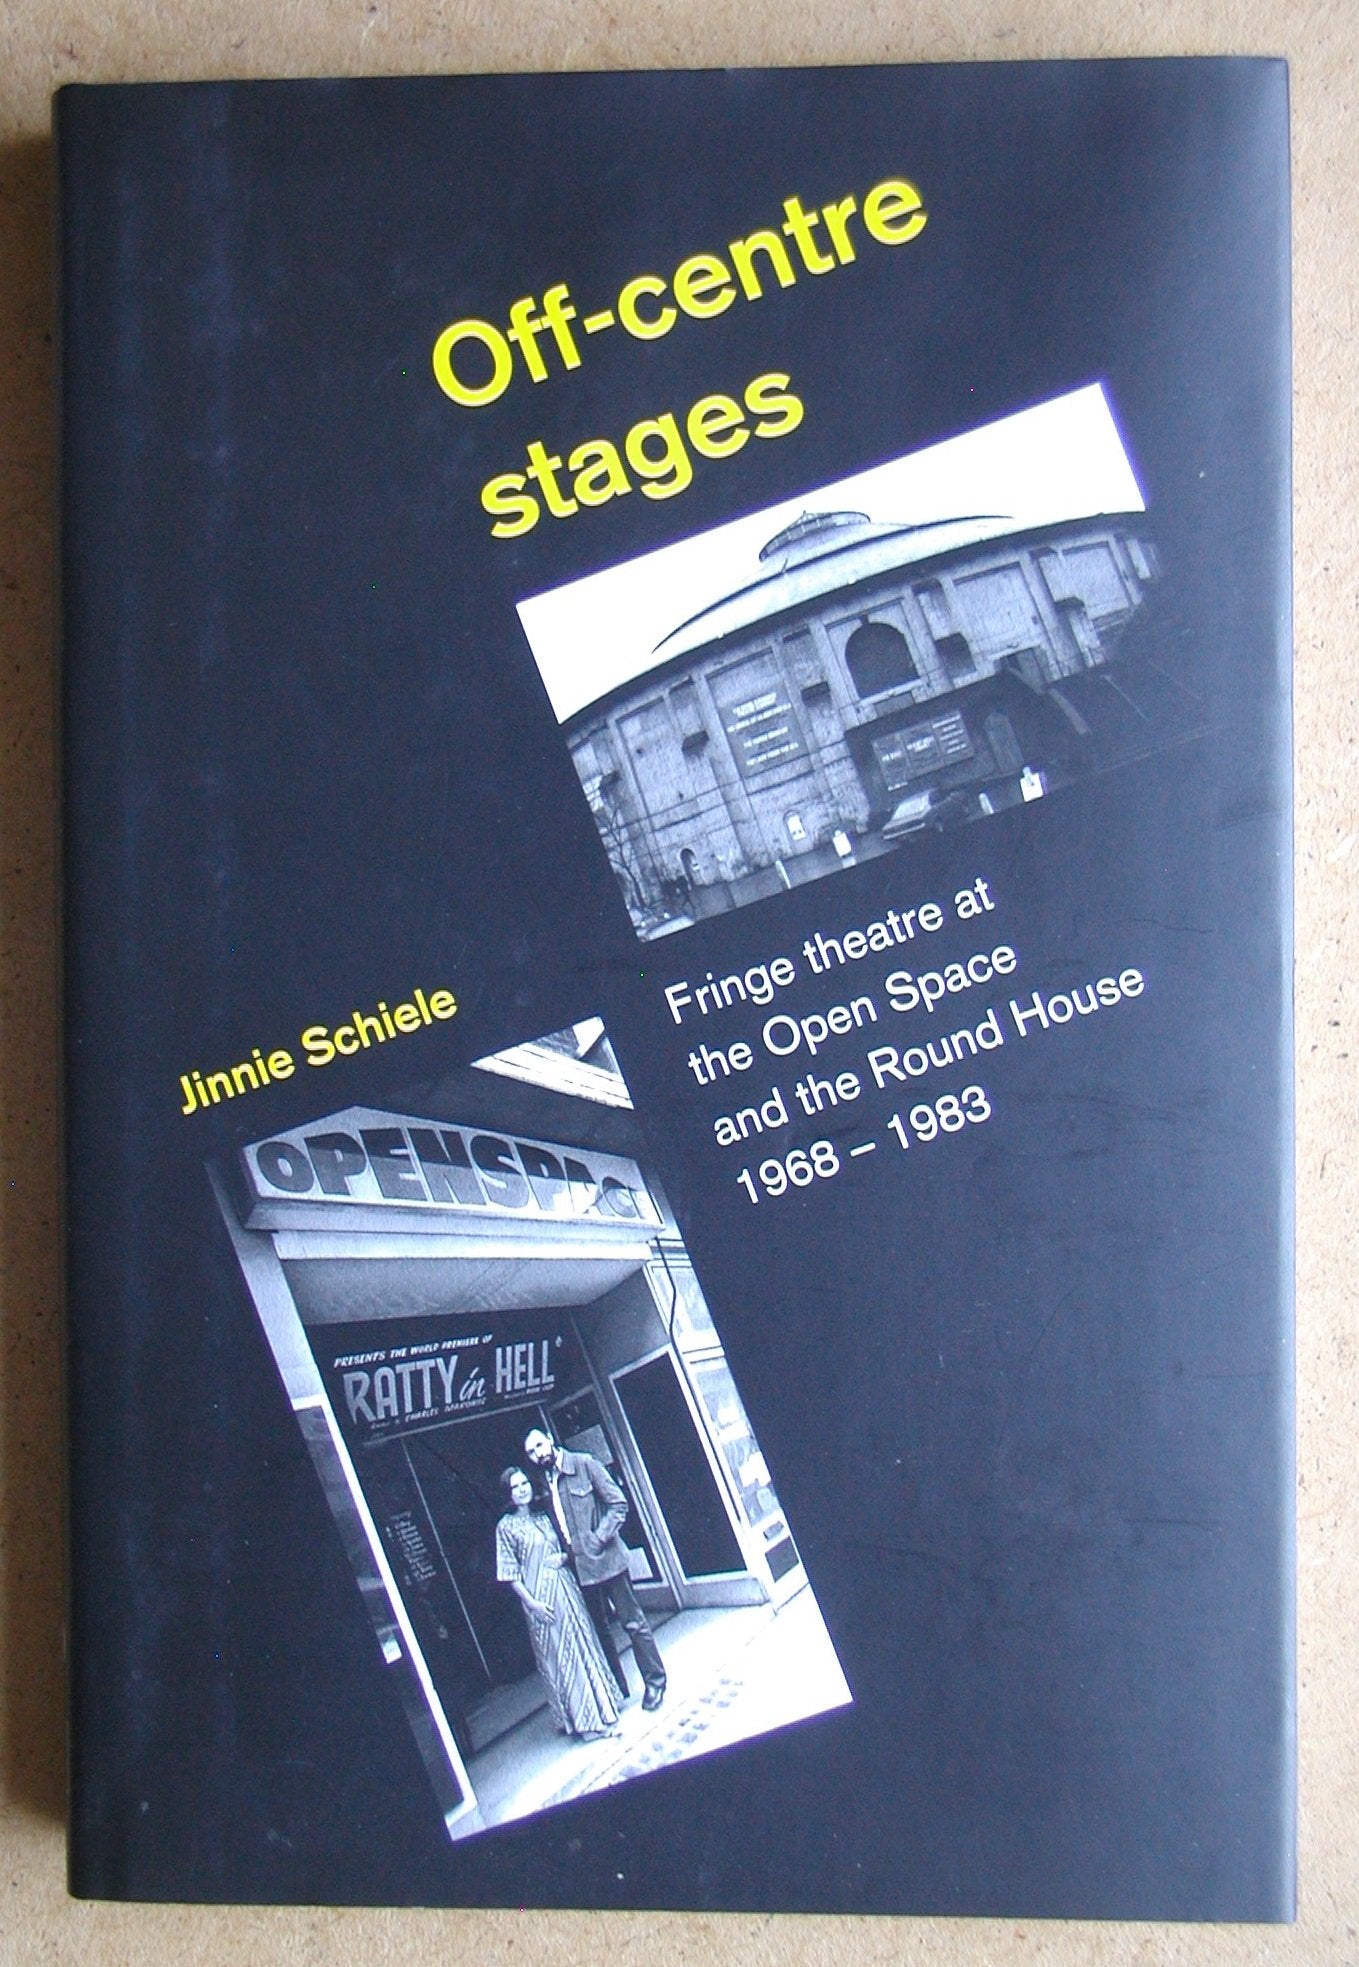 Off-centre
stages
Fringe theatre at
the Open Space
and the Round House
1968 – 1983
Jinnie Schiele
OPENSPAC
PRESENTS THE WORLD PREMIERE OF
RATTY in HELL